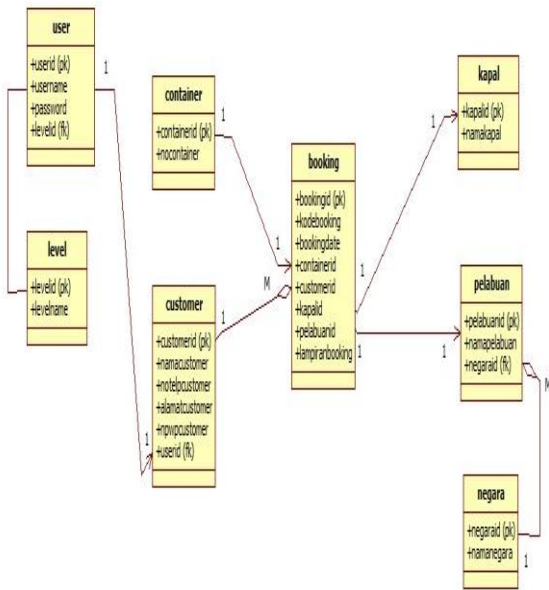 user
+userid (pk)
+username
+password
+levelid (fk)
1
level
+levelid (pk)
+levelname
container
+containerid (pk)
+nocontainer
1
1
customer
+customerid (pk)
+namacustomer
+notelpcustomer
+alamatcustomer
+npwpcustomer
+userid (fk)
1
1
M
booking
+bookingid (pk)
+kodebooking
+bookingdate
+containerid
+customerid
+kapalid
+pelabuanid
+lampiranbooking
1
1
kapal
+kapalid (pk)
+namakapal
1
1
pelabuan
+pelabuanid (pk)
+namapelabuan
+negaraid (fk)
M
negara
+negaraid (pk)
+namanegara
1